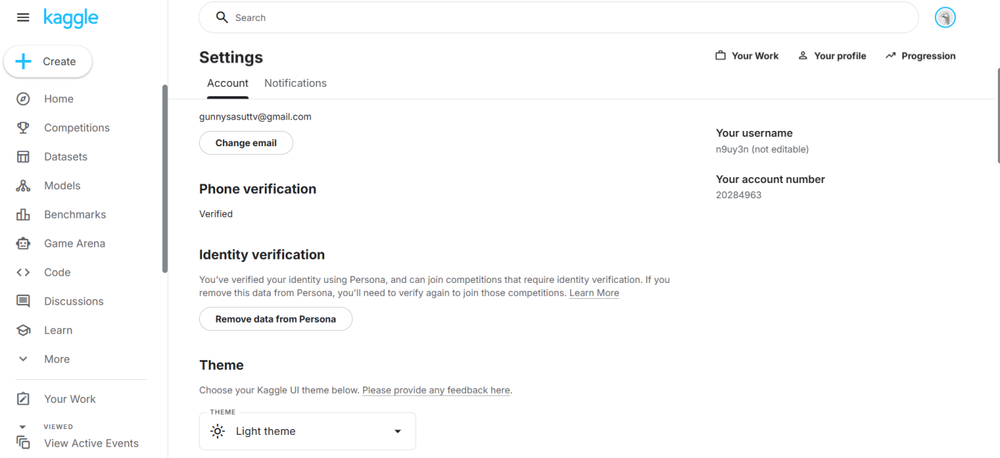 kaggle
Search
Create
Home
Competitions
Datasets
Models
Benchmarks
Game Arena
Code
Discussions
Learn
More
Your Work
VIEWED
View Active Events
Settings
Your Work
Your profile
Progression
Account
Notifications
gunnysasuttv@gmail.com
Change email
Phone verification
Verified
Identity verification
You've verified your identity using Persona, and can join competitions that require identity verification. If you
remove this data from Persona, you'll need to verify again to join those competitions. Learn More
Remove data from Persona
Theme
Choose your Kaggle UI theme below. Please provide any feedback here.
THEME
Light theme
Your username
n9uy3n (not editable)
Your account number
20284963